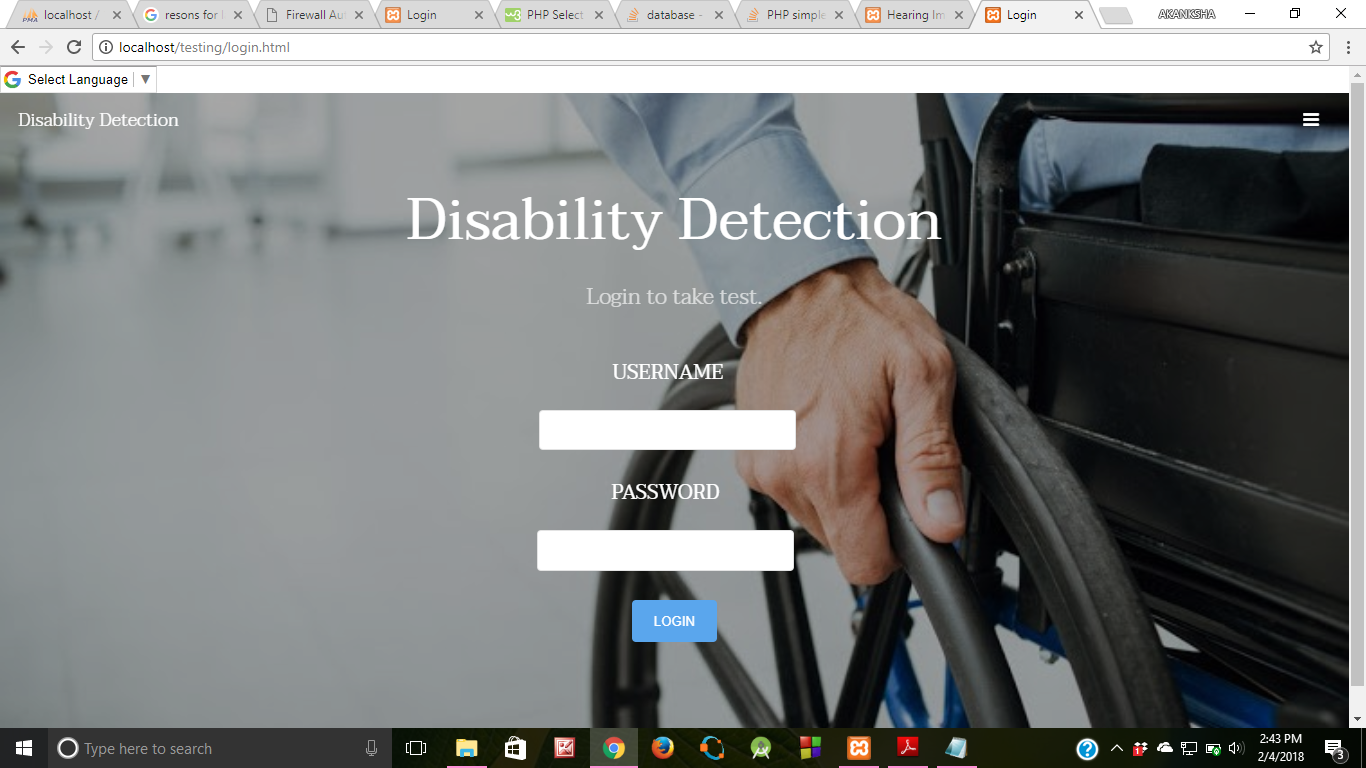 localhost /
resons for
Firewall Aut
Login
PHP Select
database -
PHP simple
Hearing Im
Login
AKANKSHA
localhost/testing/login.html
Select Language
Disability Detection
Disability Detection
Login to take test.
USERNAME
PASSWORD
LOGIN
Type here to search
2:43 PM
2/4/2018
3